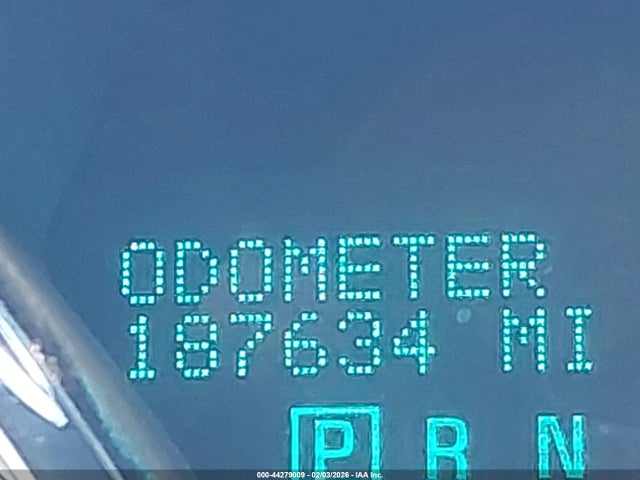 ODOMETER
187634 MI
P R N
000-44279009 - 02/03/2026 - IAA Inc.